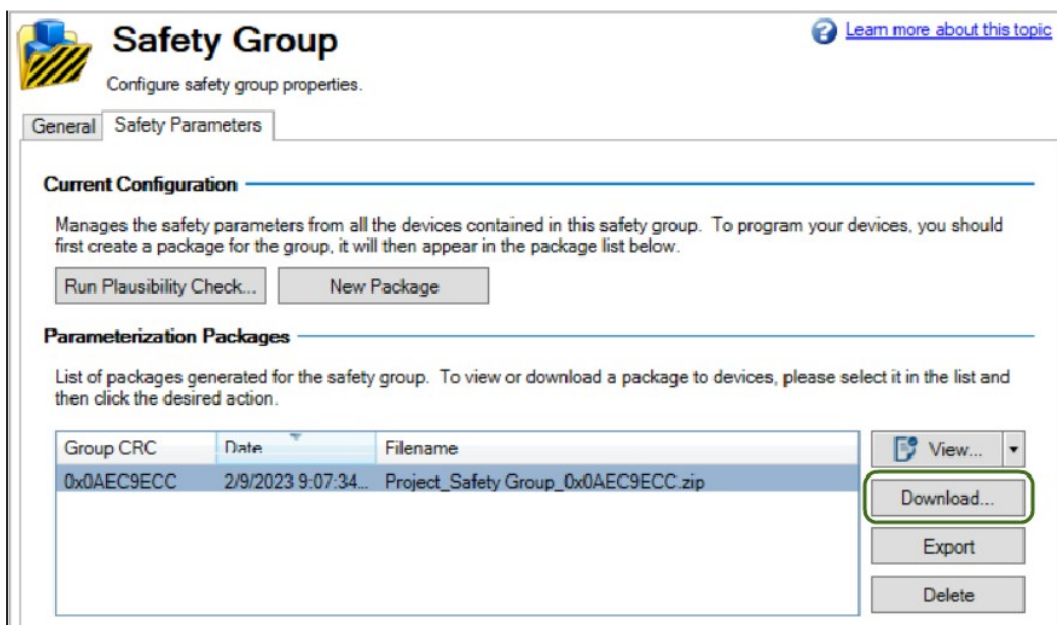 Safety Group
Learn more about this topic
Configure safety group properties.
General Safety Parameters
Current Configuration
Manages the safety parameters from all the devices contained in this safety group. To program your devices, you should
first create a package for the group, it will then appear in the package list below.
Run Plausibility Check... New Package
Parameterization Packages
List of packages generated for the safety group. To view or download a package to devices, please select it in the list and
then click the desired action.
Group CRC Date Filename
View...
0x0AEC9ECC 2/9/2023 9:07:34... Project_Safety Group_0x0AEC9ECC.zip
Download...
Export
Delete